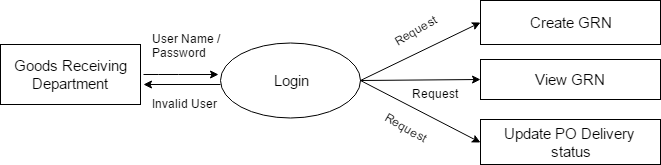 Goods Receiving
Department
User Name /
Password
Invalid User
Login
Request
Create GRN
Request
View GRN
Request
Update PO Delivery
status